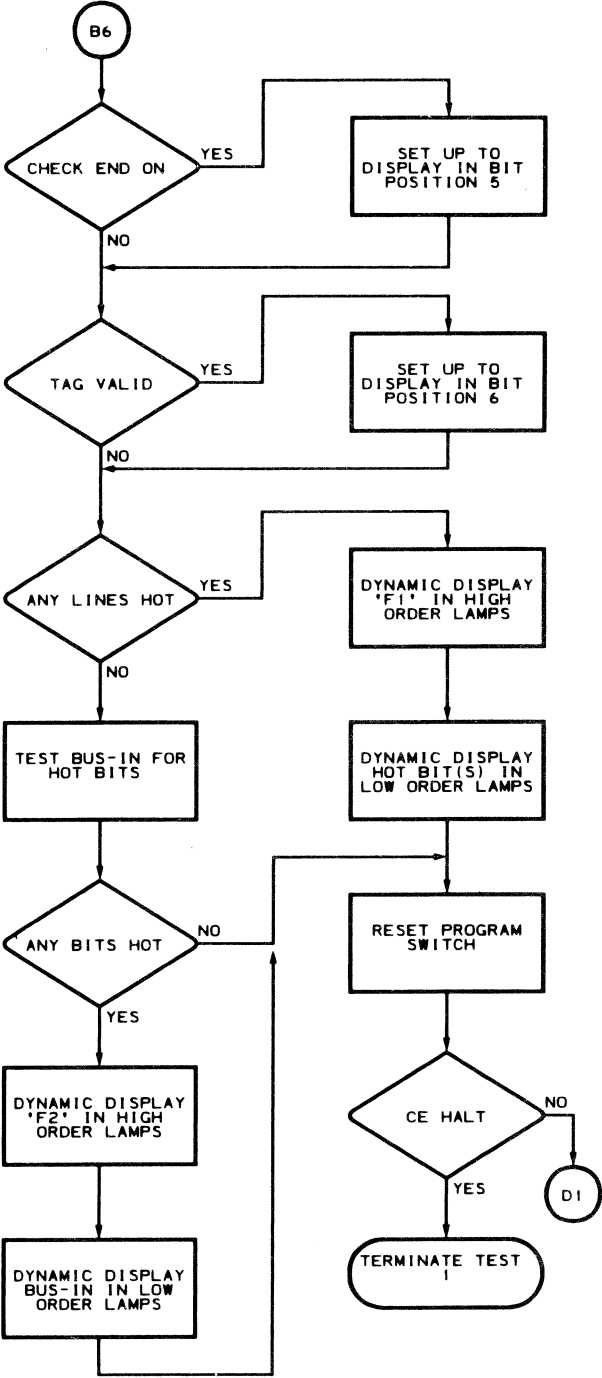 B6
CHECK END ON
YES
SET UP TO
DISPLAY IN BIT
POSITION 5
NO
TAG VALID
YES
SET UP TO
DISPLAY IN BIT
POSITION 6
NO
ANY LINES HOT
YES
DYNAMIC DISPLAY
'F1' IN HIGH
ORDER LAMPS
NO
TEST BUS-IN FOR
HOT BITS
DYNAMIC DISPLAY
HOT BIT(S) IN
LOW ORDER LAMPS
ANY BITS HOT
NO
RESET PROGRAM
SWITCH
YES
DYNAMIC DISPLAY
'F2' IN HIGH
ORDER LAMPS
CE HALT
NO
D1
YES
DYNAMIC DISPLAY
BUS-IN IN LOW
ORDER LAMPS
TERMINATE TEST
1